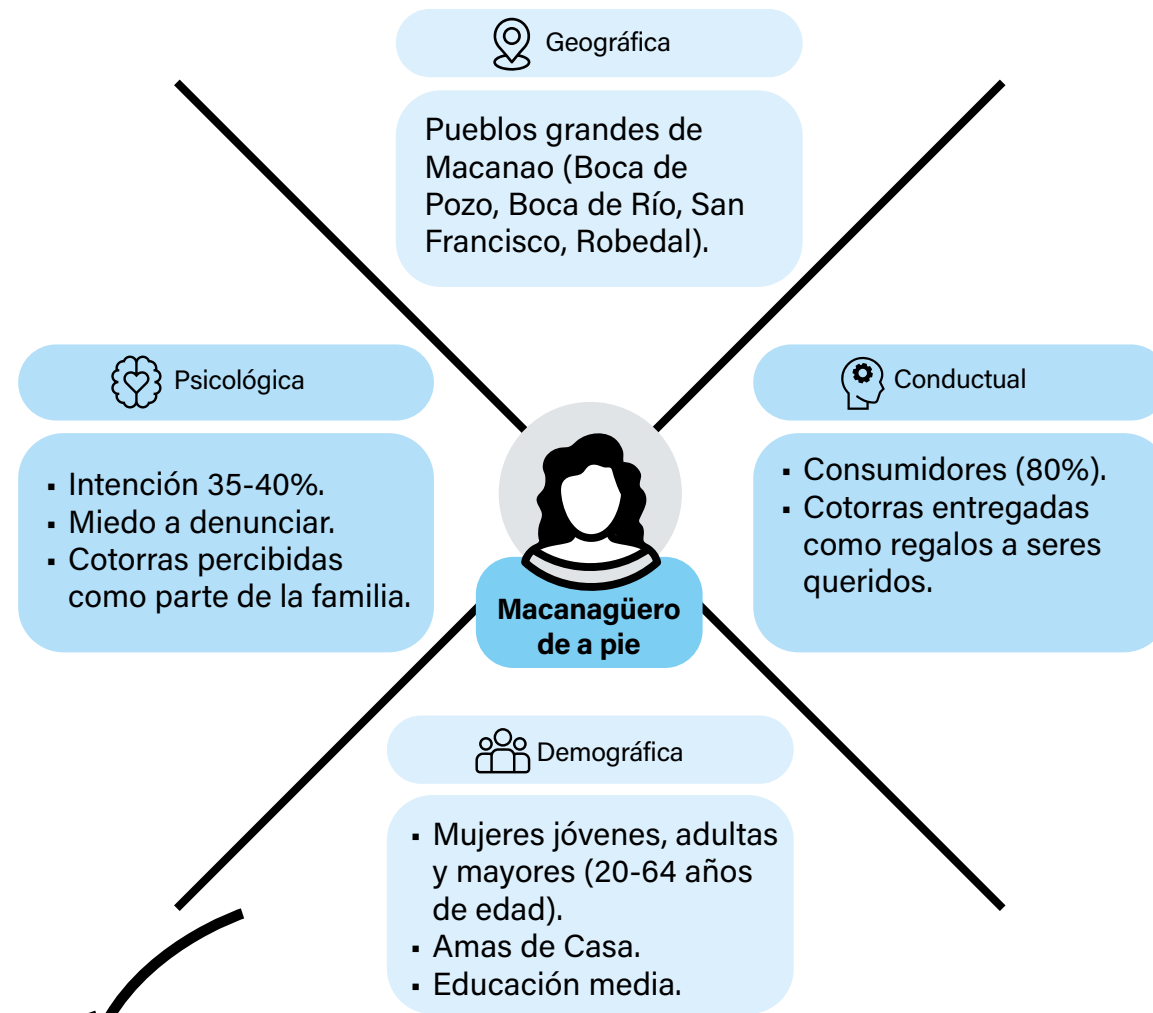 Geográfica
Pueblos grandes de
Macanao (Boca de
Pozo, Boca de Río, San
Francisco, Robedal).
Psicológica
▪ Intención 35-40%.
▪ Miedo a denunciar.
▪ Cotorras percibidas
como parte de la familia.
Conductual
▪ Consumidores (80%).
▪ Cotorras entregadas
como regalos a seres
queridos.
Macanagüero
de a pie
Demográfica
▪ Mujeres jóvenes, adultas
y mayores (20-64 años
de edad).
▪ Amas de Casa.
▪ Educación media.